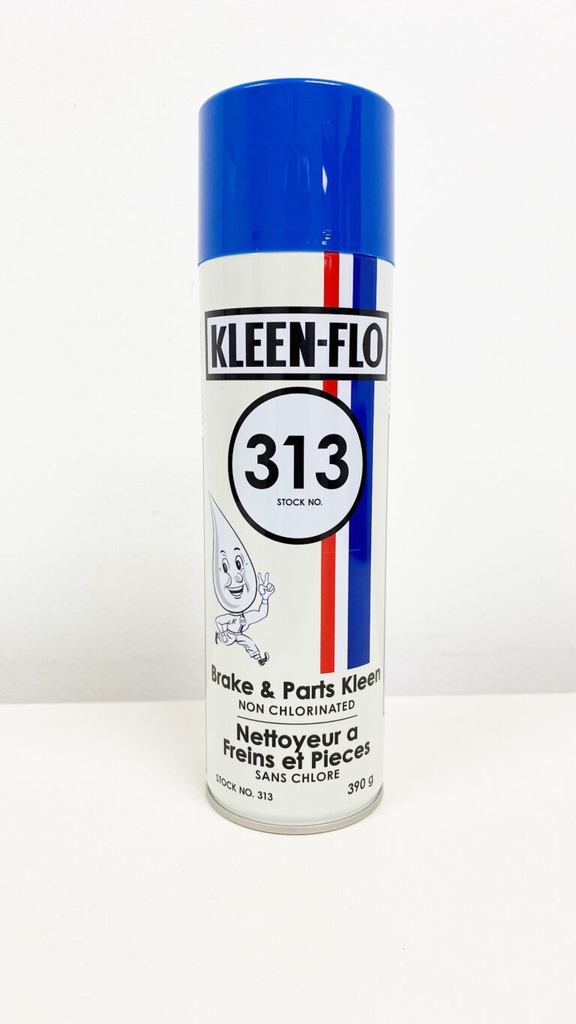 KLEEN-FLO
313
STOCK NO.
Brake & Parts Kleen
NON CHLORINATED
Nettoyeur a
Freins et Pieces
SANS CHLORE
STOCK NO. 313
390 g